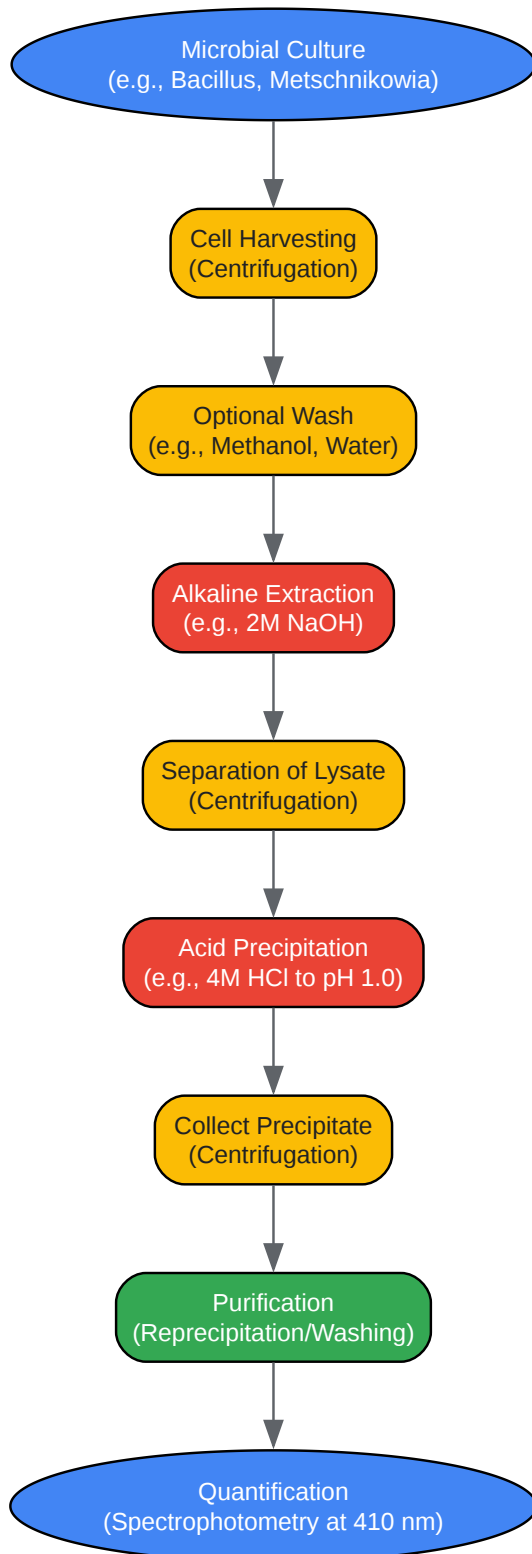 Microbial Culture
(e.g., Bacillus, Metschnikowia)
Cell Harvesting
(Centrifugation)
Optional Wash
(e.g., Methanol, Water)
Alkaline Extraction
(e.g., 2M NaOH)
Separation of Lysate
(Centrifugation)
Acid Precipitation
(e.g., 4M HCl to pH 1.0)
Collect Precipitate
(Centrifugation)
Purification
(Reprecipitation/Washing)
Quantification
(Spectrophotometry at 410 nm)